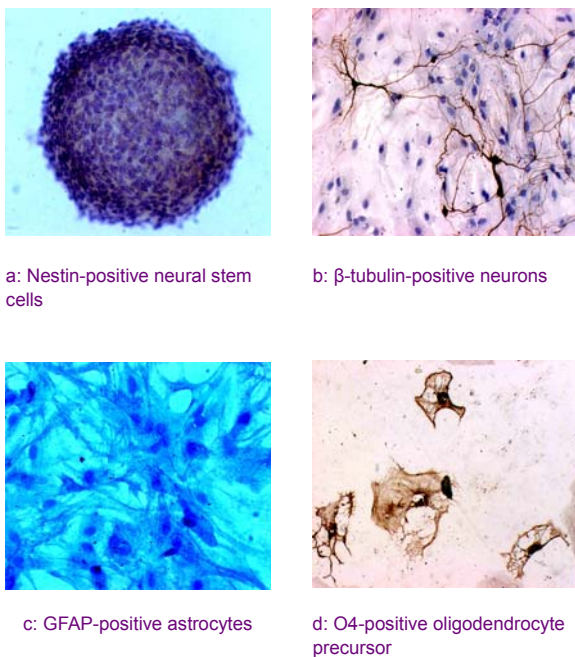 a: Nestin-positive neural stem
cells
b: β-tubulin-positive neurons
c: GFAP-positive astrocytes
d: O4-positive oligodendrocyte
precursor